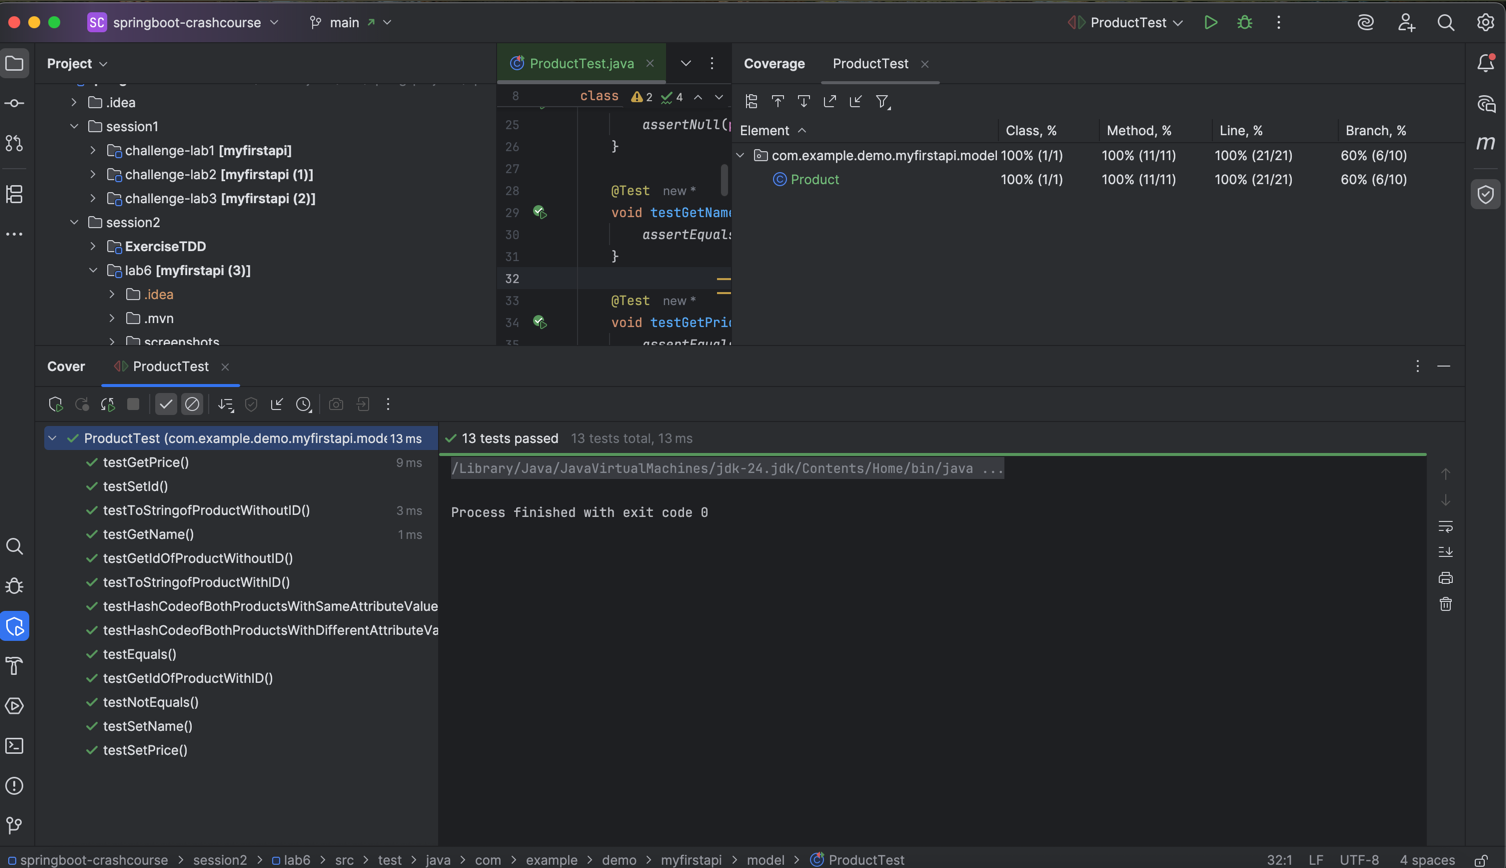 SC springboot-crashcourse main ProductTest
Project
.idea
session1
challenge-lab1 [myfirstapi]
challenge-lab2 [myfirstapi (1)]
challenge-lab3 [myfirstapi (2)]
session2
ExerciseTDD
lab6 [myfirstapi (3)]
.idea
.mvn
screenshots
ProductTest.java
8 class 2 4
25 assertNull(
26 }
27
28 @Test new *
29 void testGetName
30 assertEquals
31 }
32
33 @Test new *
34 void testGetPric
35 assertEqual
Coverage ProductTest
Element Class, % Method, % Line, % Branch, %
com.example.demo.myfirstapi.model 100% (1/1) 100% (11/11) 100% (21/21) 60% (6/10)
Product 100% (1/1) 100% (11/11) 100% (21/21) 60% (6/10)
Cover ProductTest
ProductTest (com.example.demo.myfirstapi.mode 13 ms
testGetPrice() 9 ms
testSetId()
testToStringofProductWithoutID() 3 ms
testGetName() 1 ms
testGetIdOfProductWithoutID()
testToStringofProductWithID()
testHashCodeofBothProductsWithSameAttributeValue
testHashCodeofBothProductsWithDifferentAttributeVa
testEquals()
testGetIdOfProductWithID()
testNotEquals()
testSetName()
testSetPrice()
13 tests passed 13 tests total, 13 ms
/Library/Java/JavaVirtualMachines/jdk-24.jdk/Contents/Home/bin/java ...
Process finished with exit code 0
springboot-crashcourse > session2 > lab6 > src > test > java > com > example > demo > myfirstapi > model > ProductTest 32:1 LF UTF-8 4 spaces